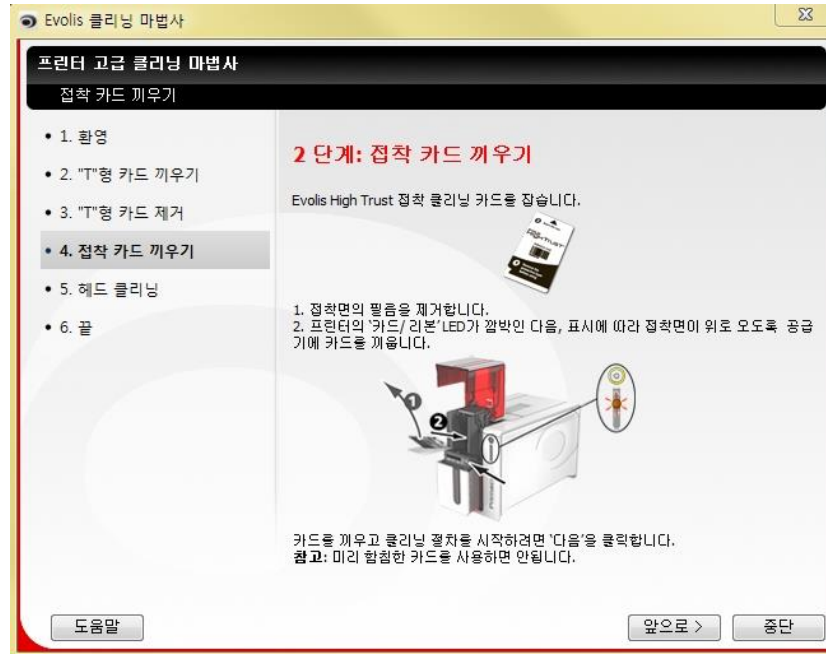 Evolis 클리닝 마법사
프린터 고급 클리닝 마법사
접착 카드 끼우기
• 1. 환영
• 2. "T"형 카드 끼우기
• 3. "T"형 카드 제거
• 4. 접착 카드 끼우기
• 5. 헤드 클리닝
• 6. 끝
2 단계: 접착 카드 끼우기
Evolis High Trust 접착 클리닝 카드를 잡습니다.
HIGH TRUST
1. 접착면의 필름을 제거합니다.
2. 프린터의 '카드/ 리본' LED가 깜박인 다음, 표시에 따라 접착면이 위로 오도록 공급
기에 카드를 끼웁니다.
1
2
카드를 끼우고 클리닝 절차를 시작하려면 '다음'을 클릭합니다.
참고: 미리 함침한 카드를 사용하면 안됩니다.
도움말
앞으로 >
중단